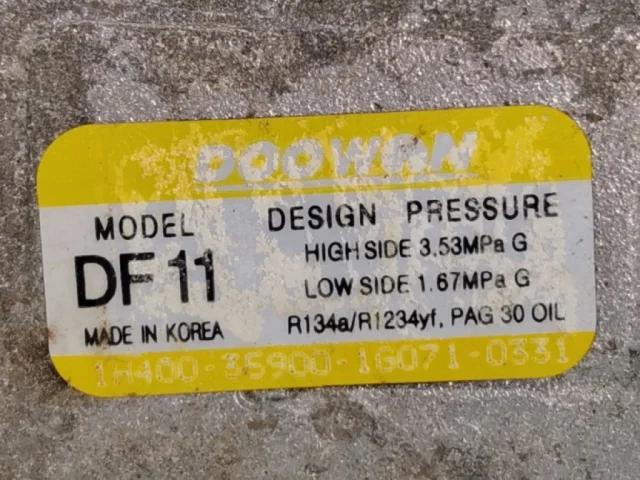 DOOWON
MODEL
DF11
MADE IN KOREA
DESIGN PRESSURE
HIGH SIDE 3.53MPa G
LOW SIDE 1.67MPa G
R134a/R1234yf, PAG 30 OIL
1H400-35900-1G071-0331